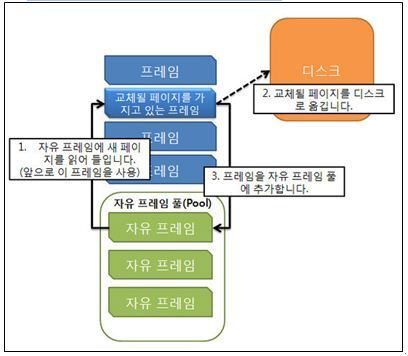 프레임
디스크
교체될 페이지를 가
지고 있는 프레임
2. 교체될 페이지를 디스크
로 옮깁니다.
프레임
1. 자유 프레임에 새 페이
지를 읽어 들입니다.
(앞으로 이 프레임을 사용)
프레임
3. 프레임을 자유 프레임 풀
에 추가합니다.
자유 프레임 풀(Pool)
자유 프레임
자유 프레임
자유 프레임